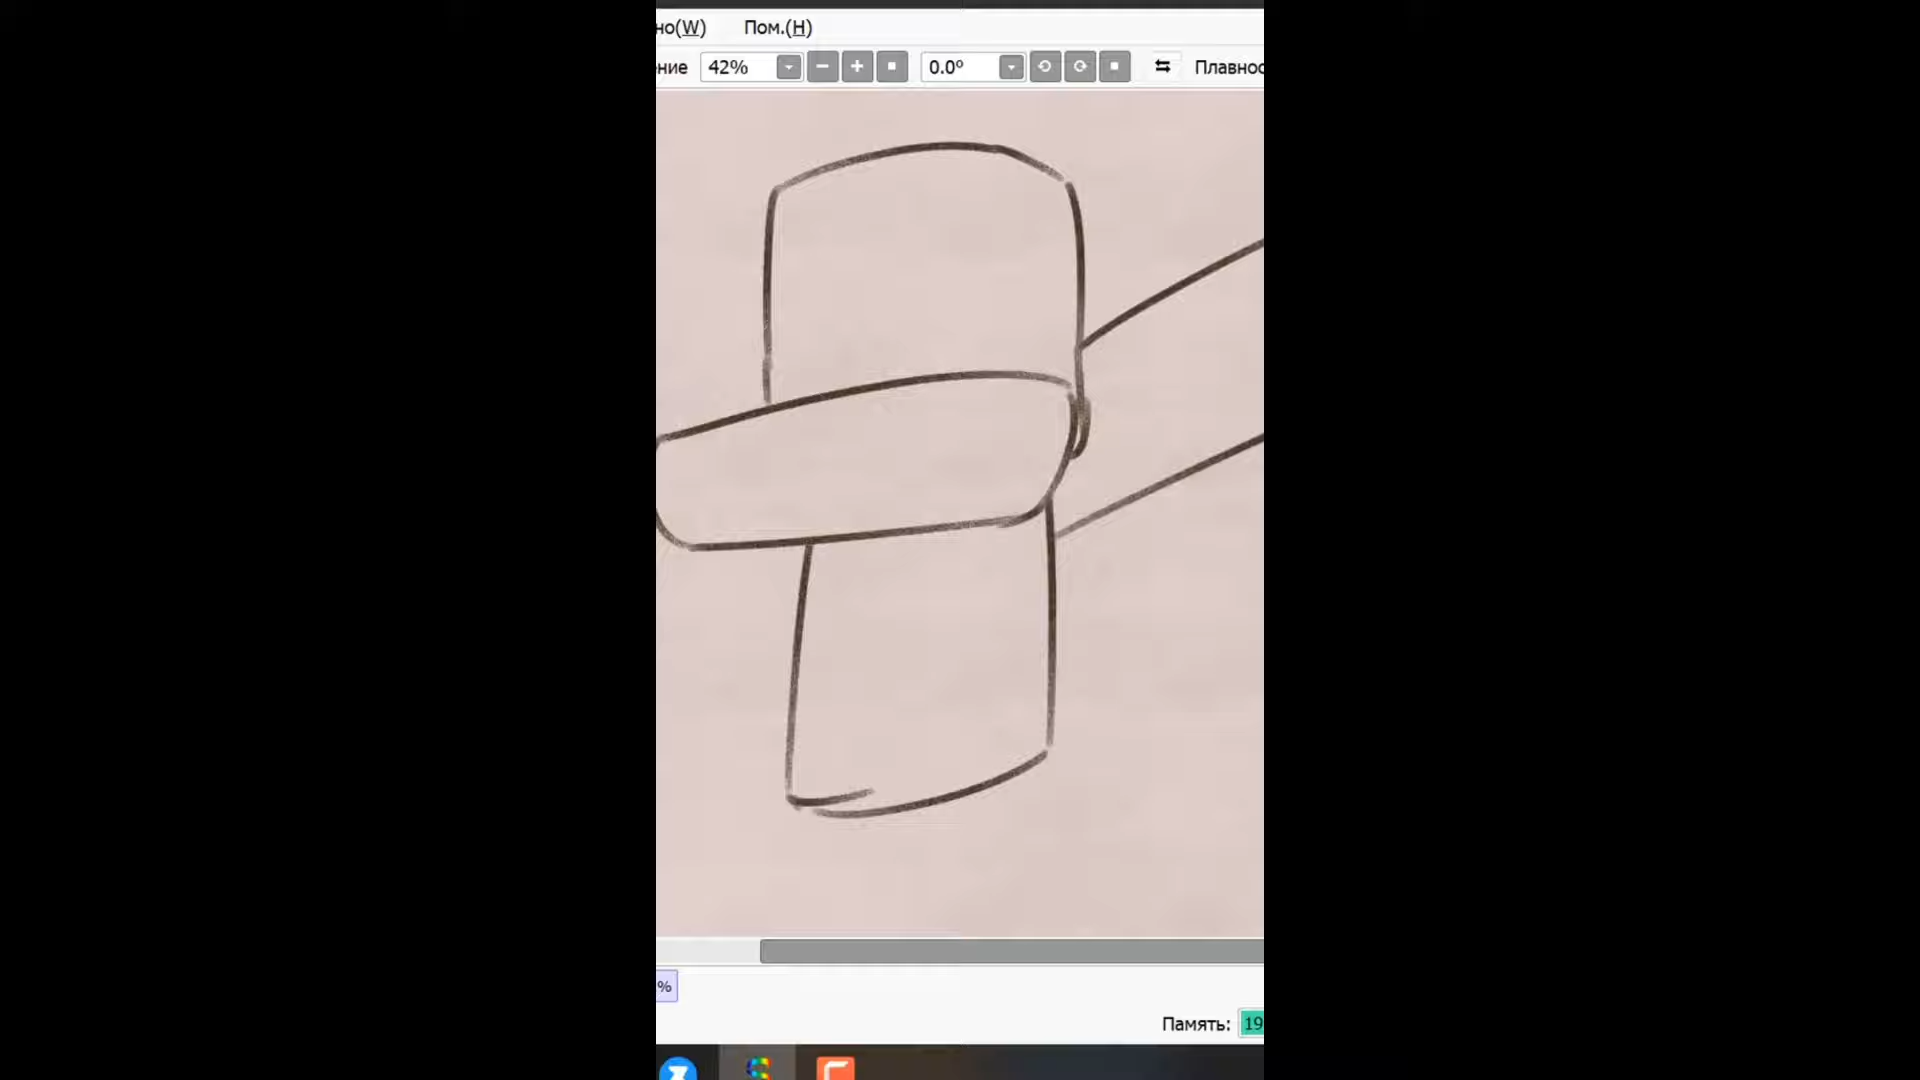 но(W) Пом.(H)
ние 42% 0.0° Плавнос
%
Память: 19